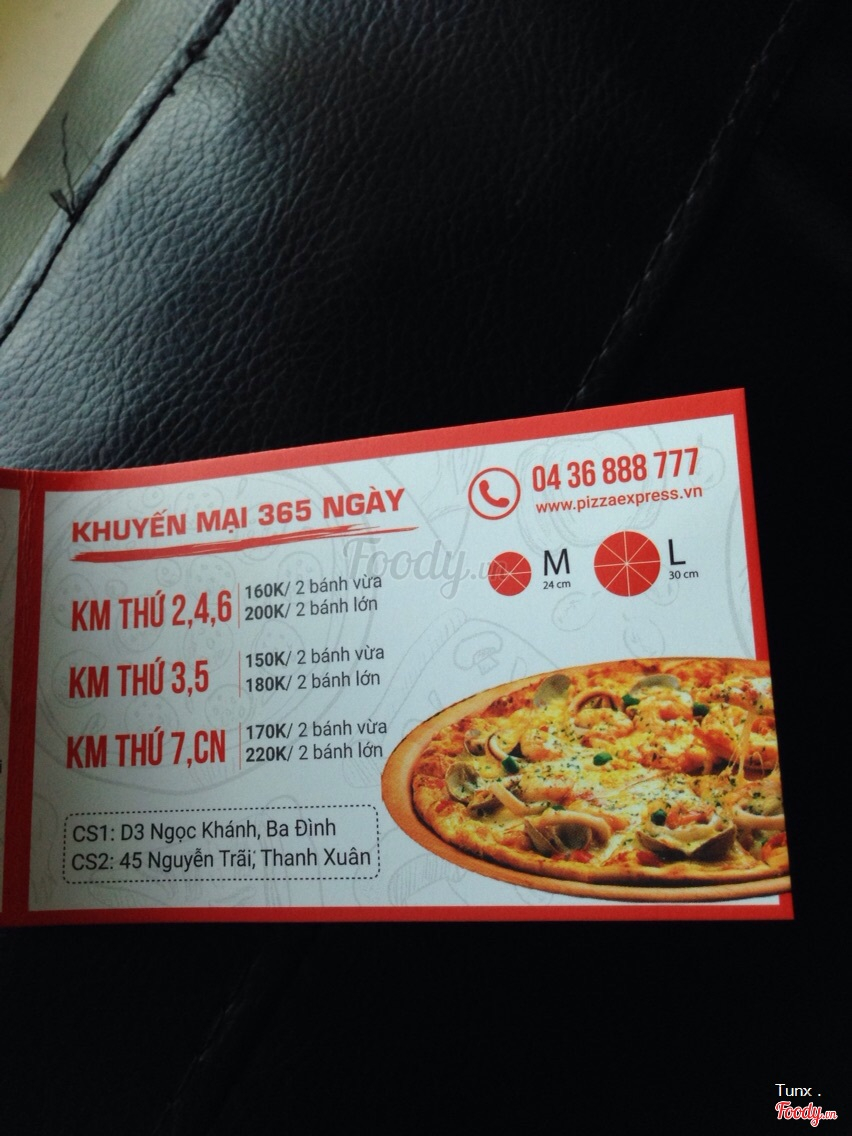 KHUYẾN MẠI 365 NGÀY
04 36 888 777
www.pizzaexpress.vn
M
24 cm
L
30 cm
KM THỨ 2,4,6
160K/ 2 bánh vừa
200K/ 2 bánh lớn
KM THỨ 3,5
150K/ 2 bánh vừa
180K/ 2 bánh lớn
KM THỨ 7,CN
170K/ 2 bánh vừa
220K/ 2 bánh lớn
CS1: D3 Ngọc Khánh, Ba Đình
CS2: 45 Nguyễn Trãi, Thanh Xuân
Foody.vn
Tunx .
Foody.vn